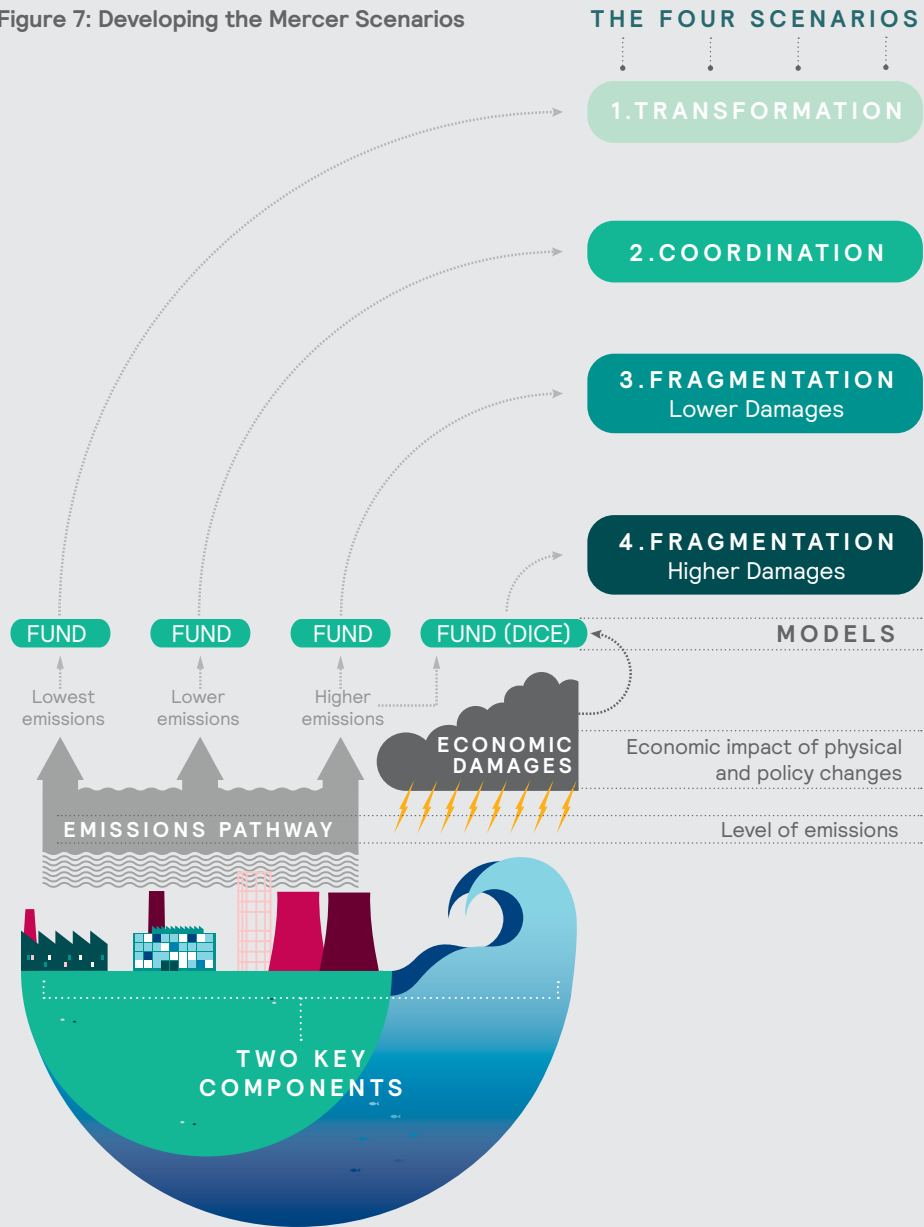 Figure 7: Developing the Mercer Scenarios
THE FOUR SCENARIOS
1.TRANSFORMATION
2.COORDINATION
3.FRAGMENTATION
Lower Damages
4.FRAGMENTATION
Higher Damages
FUND
FUND
FUND
FUND (DICE)
MODELS
Lowest
emissions
Lower
emissions
Higher
emissions
ECONOMIC
DAMAGES
Economic impact of physical
and policy changes
EMISSIONS PATHWAY
Level of emissions
TWO KEY
COMPONENTS